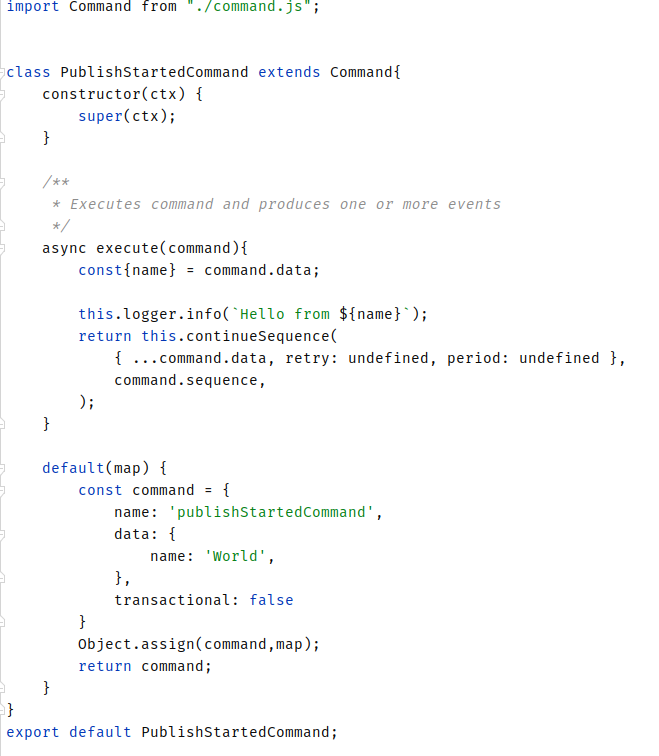 import Command from "./command.js";
class PublishStartedCommand extends Command{
    constructor(ctx) {
        super(ctx);
    }
    /**
     * Executes command and produces one or more events
     */
    async execute(command){
        const{name} = command.data;
        this.logger.info(`Hello from ${name}`);
        return this.continueSequence(
            { ...command.data, retry: undefined, period: undefined },
            command.sequence,
        );
    }
    default(map) {
        const command = {
            name: 'publishStartedCommand',
            data: {
                name: 'World',
            },
            transactional: false
        }
        Object.assign(command,map);
        return command;
    }
}
export default PublishStartedCommand;